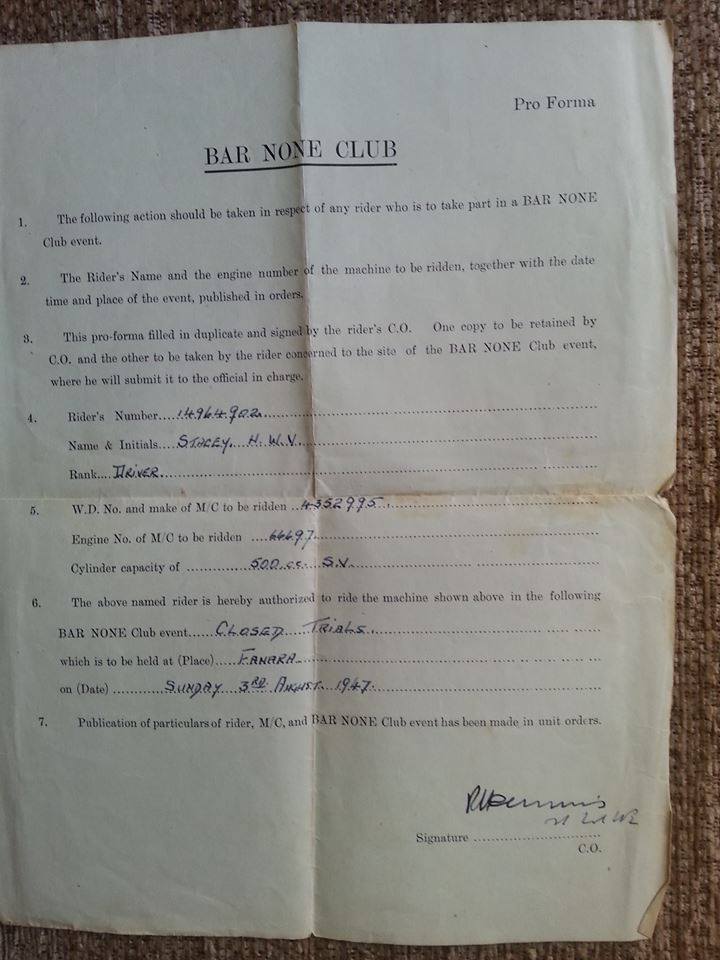 Pro Forma
BAR NONE CLUB
1. The following action should be taken in respect of any rider who is to take part in a BAR NONE
Club event.
2. The Rider's Name and the engine number of the machine to be ridden, together with the date
time and place of the event, published in orders.
3. This pro-forma filled in duplicate and signed by the rider's C.O. One copy to be retained by
C.O. and the other to be taken by the rider concerned to the site of the BAR NONE Club event,
where he will submit it to the official in charge.
4. Rider's Number....14964902
Name & Initials....STACEY. H. W. V.
Rank....DRIVER
5. W.D. No. and make of M/C to be ridden ..4352995
Engine No. of M/C to be ridden ....
Cylinder capacity of ....500 cc. S.V.
6. The above named rider is hereby authorized to ride the machine shown above in the following
BAR NONE Club event......CLOSED TRIALS.
which is to be held at (Place)....FANARA
on (Date) ....SUNDAY 3RD AUGUST 1947.
7. Publication of particulars of rider, M/C, and BAR NONE Club event has been made in unit orders.
Signature ....
C.O.